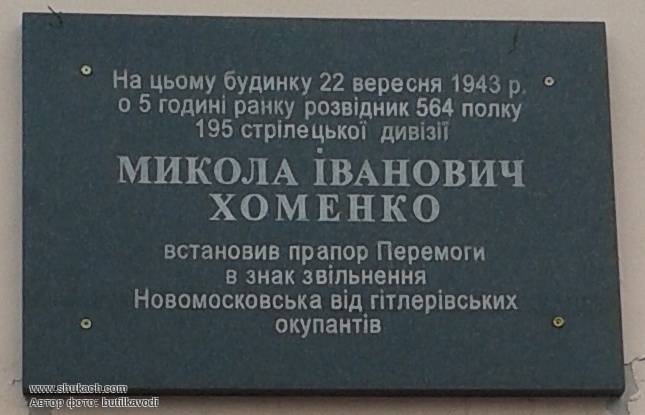 На цьому будинку 22 вересня 1943 р.
о 5 годині ранку розвідник 564 полку
195 стрілецької дивізії
МИКОЛА ІВАНОВИЧ
ХОМЕНКО
встановив прапор Перемоги
в знак звільнення
Новомосковська від гітлерівських
окупантів
www.shukach.com
Автор фото: butilkavodi